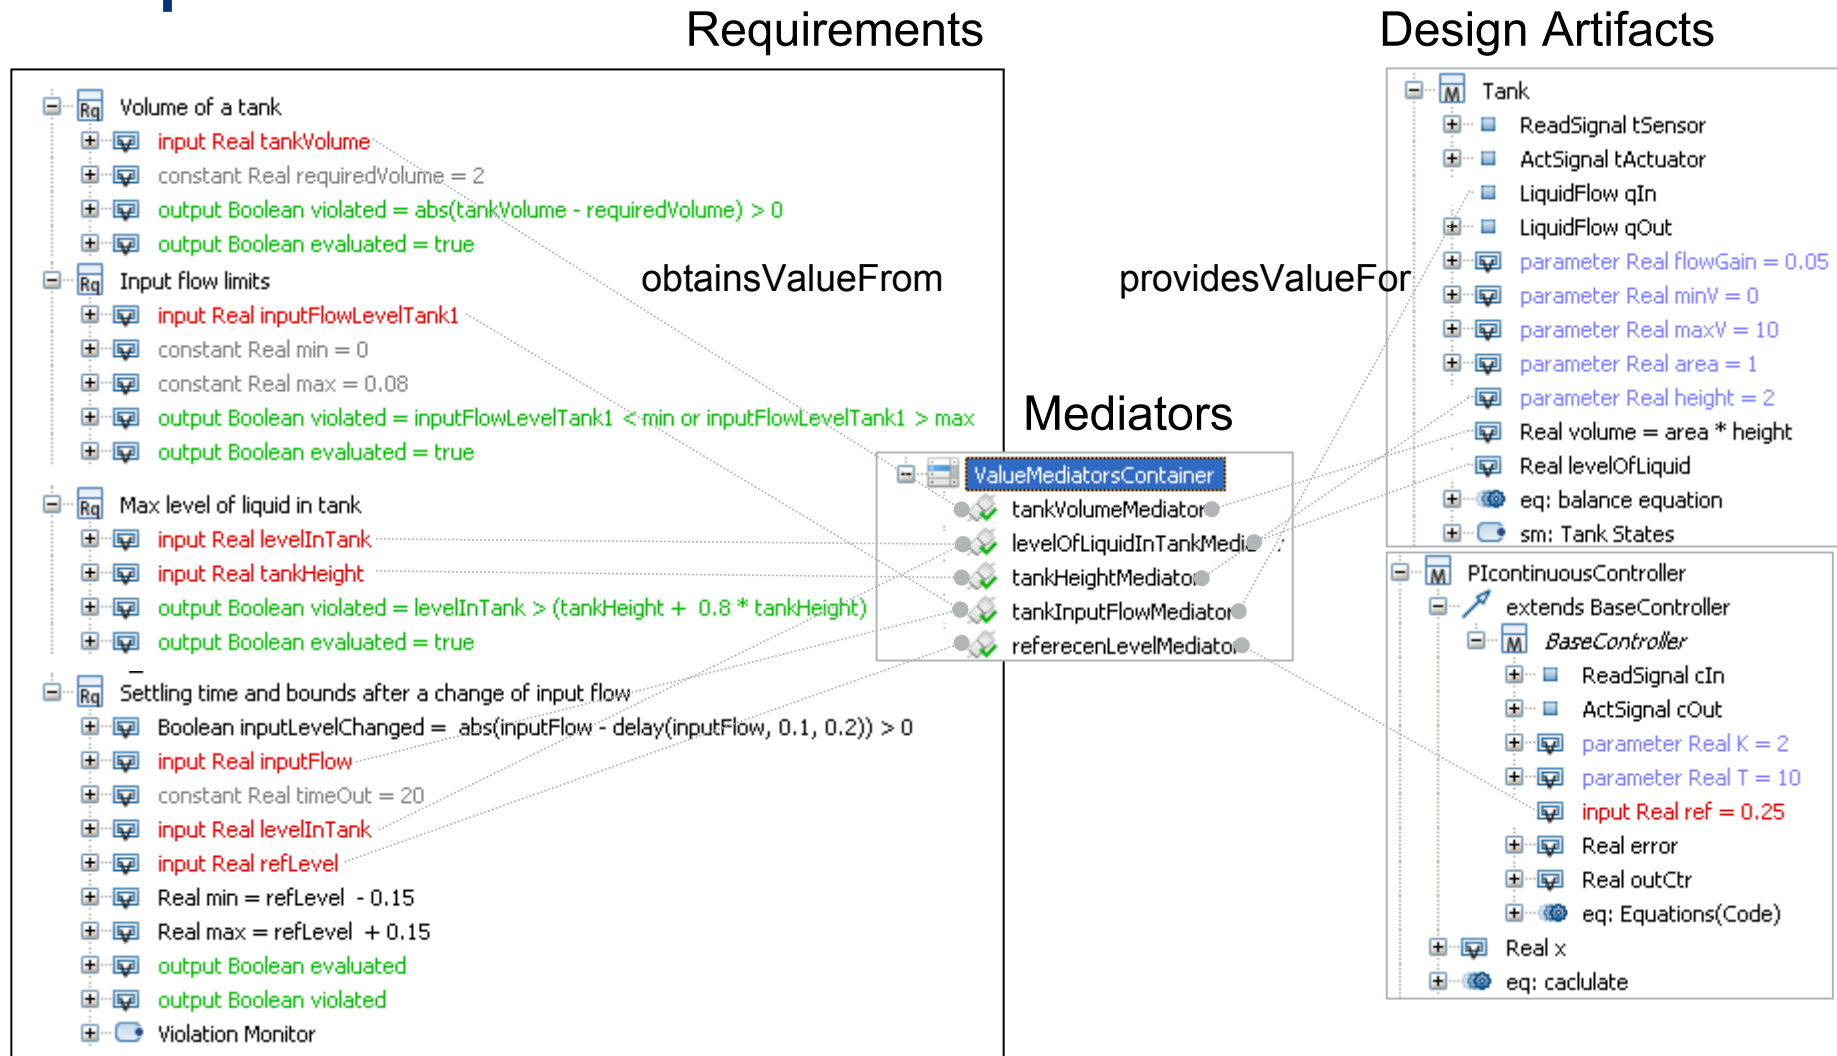 Requirements
Design Artifacts
Rq Volume of a tank
input Real tankVolume
constant Real requiredVolume = 2
output Boolean violated = abs(tankVolume - requiredVolume) > 0
output Boolean evaluated = true
Rq Input flow limits
input Real inputFlowLevelTank1
constant Real min = 0
constant Real max = 0.08
output Boolean violated = inputFlowLevelTank1 < min or inputFlowLevelTank1 > max
output Boolean evaluated = true
Rq Max level of liquid in tank
input Real levelInTank
input Real tankHeight
output Boolean violated = levelInTank > (tankHeight + 0.8 * tankHeight)
output Boolean evaluated = true
Rq Settling time and bounds after a change of input flow
Boolean inputLevelChanged = abs(inputFlow - delay(inputFlow, 0.1, 0.2)) > 0
input Real inputFlow
constant Real timeOut = 20
input Real levelInTank
input Real refLevel
Real min = refLevel - 0.15
Real max = refLevel + 0.15
output Boolean evaluated
output Boolean violated
Violation Monitor
obtainsValueFrom
providesValueFor
Mediators
ValueMediatorsContainer
tankVolumeMediator
levelOfLiquidInTankMedi
tankHeightMediator
tankInputFlowMediator
referecenLevelMediator
M Tank
ReadSignal tSensor
ActSignal tActuator
LiquidFlow qIn
LiquidFlow qOut
parameter Real flowGain = 0.05
parameter Real minV = 0
parameter Real maxV = 10
parameter Real area = 1
parameter Real height = 2
Real volume = area * height
Real levelOfLiquid
eq: balance equation
sm: Tank States
M PIcontinuousController
extends BaseController
M BaseController
ReadSignal cIn
ActSignal cOut
parameter Real K = 2
parameter Real T = 10
input Real ref = 0.25
Real error
Real outCtr
eq: Equations(Code)
Real x
eq: caclulate